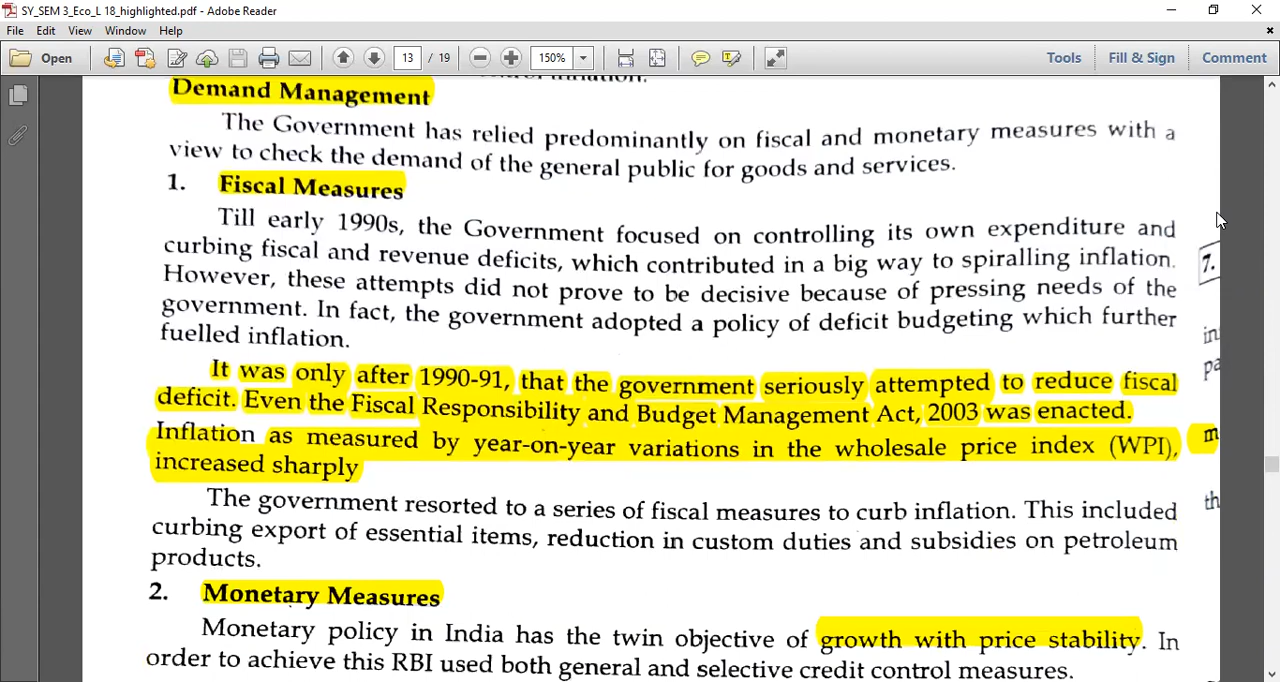 SY_SEM 3_Eco_L 18_highlighted.pdf - Adobe Reader
File Edit View Window Help
Open 13 / 19 150% Tools Fill & Sign Comment
Demand Management
The Government has relied predominantly on fiscal and monetary measures with a
view to check the demand of the general public for goods and services.
1. Fiscal Measures
Till early 1990s, the Government focused on controlling its own expenditure and
curbing fiscal and revenue deficits, which contributed in a big way to spiralling inflation.
However, these attempts did not prove to be decisive because of pressing needs of the
government. In fact, the government adopted a policy of deficit budgeting which further
fuelled inflation.
It was only after 1990-91, that the government seriously attempted to reduce fiscal
deficit. Even the Fiscal Responsibility and Budget Management Act, 2003 was enacted.
Inflation as measured by year-on-year variations in the wholesale price index (WPI),
increased sharply
The government resorted to a series of fiscal measures to curb inflation. This included
curbing export of essential items, reduction in custom duties and subsidies on petroleum
products.
2. Monetary Measures
Monetary policy in India has the twin objective of growth with price stability. In
order to achieve this RBI used both general and selective credit control measures.
7.
in
pa
m
th